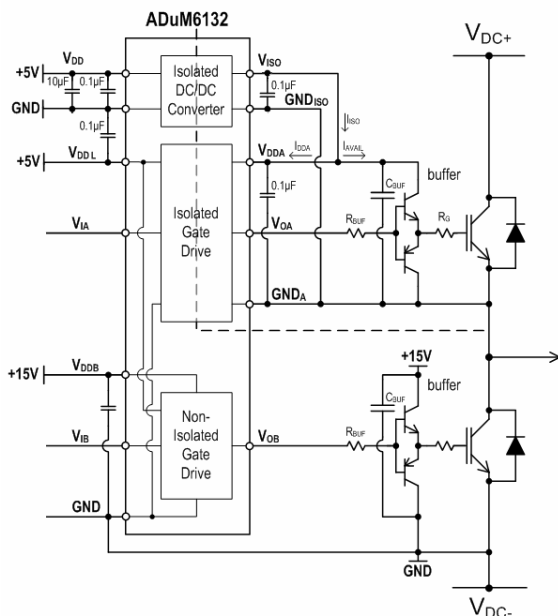 ADuM6132
VDC+
VDD
VISO
+5V
10µF
0.1µF
Isolated
DC/DC
Converter
0.1µF
GND
GNDISO
0.1µF
IISO
VDDL
VDDA
IDDA
IAVAIL
+5V
0.1µF
CBUF
buffer
Isolated
Gate
Drive
VIA
VOA
RBUF
RG
GNDA
+15V
VDDB
+15V
buffer
CBUF
Non-
Isolated
Gate
Drive
VIB
VOB
RBUF
GND
GND
VDC-